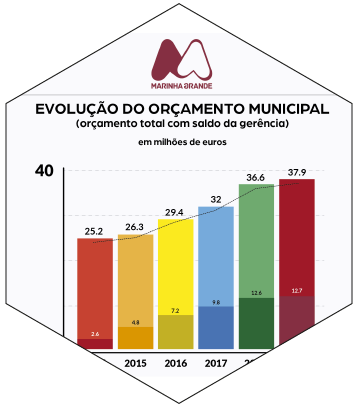 MARINHA GRANDE
EVOLUÇÃO DO ORÇAMENTO MUNICIPAL
(orçamento total com saldo da gerência)
em milhões de euros
40
25.2 26.3 29.4 32 36.6 37.9
2.6 4.8 7.2 9.8 12.6 12.7
2015 2016 2017